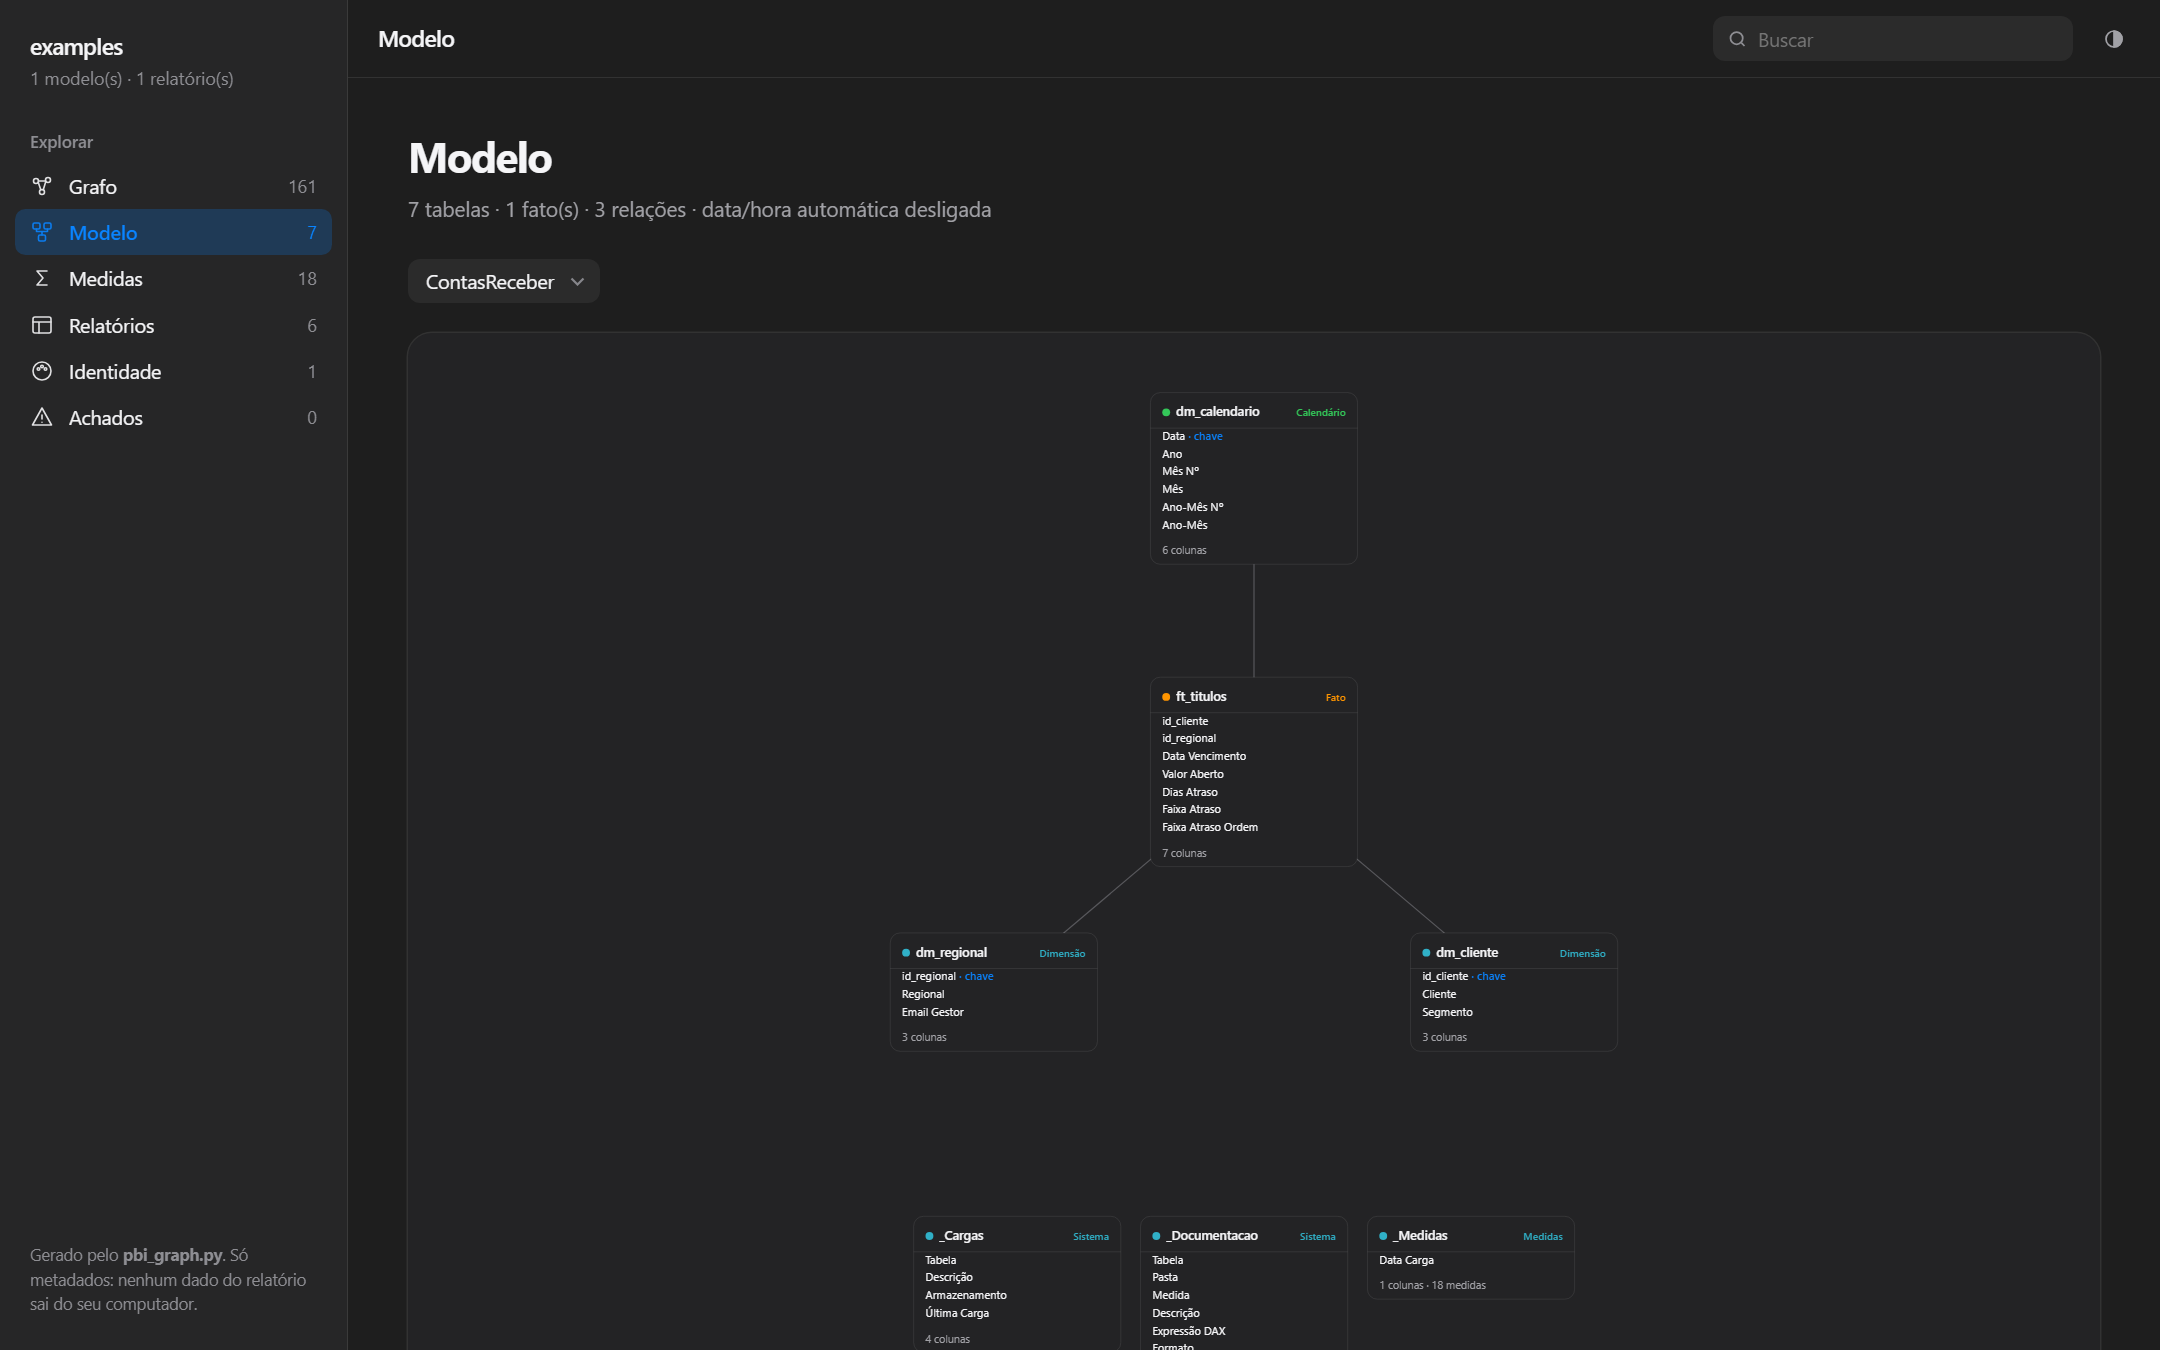 examples
1 modelo(s) · 1 relatório(s)
Explorar
Grafo 161
Modelo 7
Medidas 18
Relatórios 6
Identidade 1
Achados 0
Gerado pelo pbi_graph.py. Só
metadados: nenhum dado do relatório
sai do seu computador.
Modelo
Buscar
Modelo
7 tabelas · 1 fato(s) · 3 relações · data/hora automática desligada
ContasReceber
dm_calendario Calendário
Data · chave
Ano
Mês Nº
Mês
Ano-Mês Nº
Ano-Mês
6 colunas
ft_titulos Fato
id_cliente
id_regional
Data Vencimento
Valor Aberto
Dias Atraso
Faixa Atraso
Faixa Atraso Ordem
7 colunas
dm_regional Dimensão
id_regional · chave
Regional
Email Gestor
3 colunas
dm_cliente Dimensão
id_cliente · chave
Cliente
Segmento
3 colunas
_Cargas Sistema
Tabela
Descrição
Armazenamento
Última Carga
4 colunas
_Documentacao Sistema
Tabela
Pasta
Medida
Descrição
Expressão DAX
Formato
_Medidas Medidas
Data Carga
1 colunas · 18 medidas